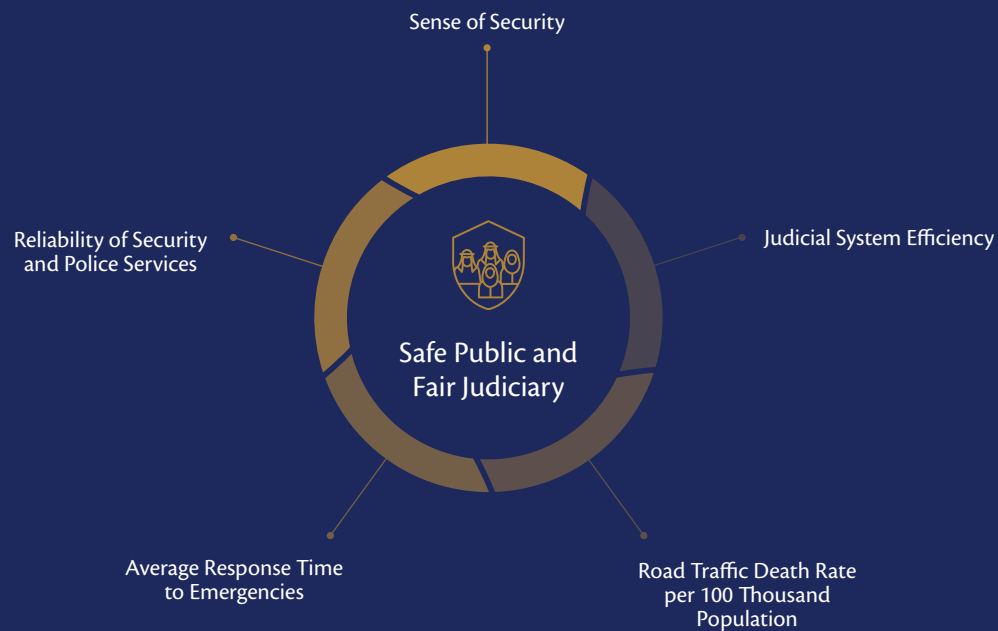 Sense of Security
Reliability of Security
and Police Services
Judicial System Efficiency
Safe Public and
Fair Judiciary
Average Response Time
to Emergencies
Road Traffic Death Rate
per 100 Thousand
Population